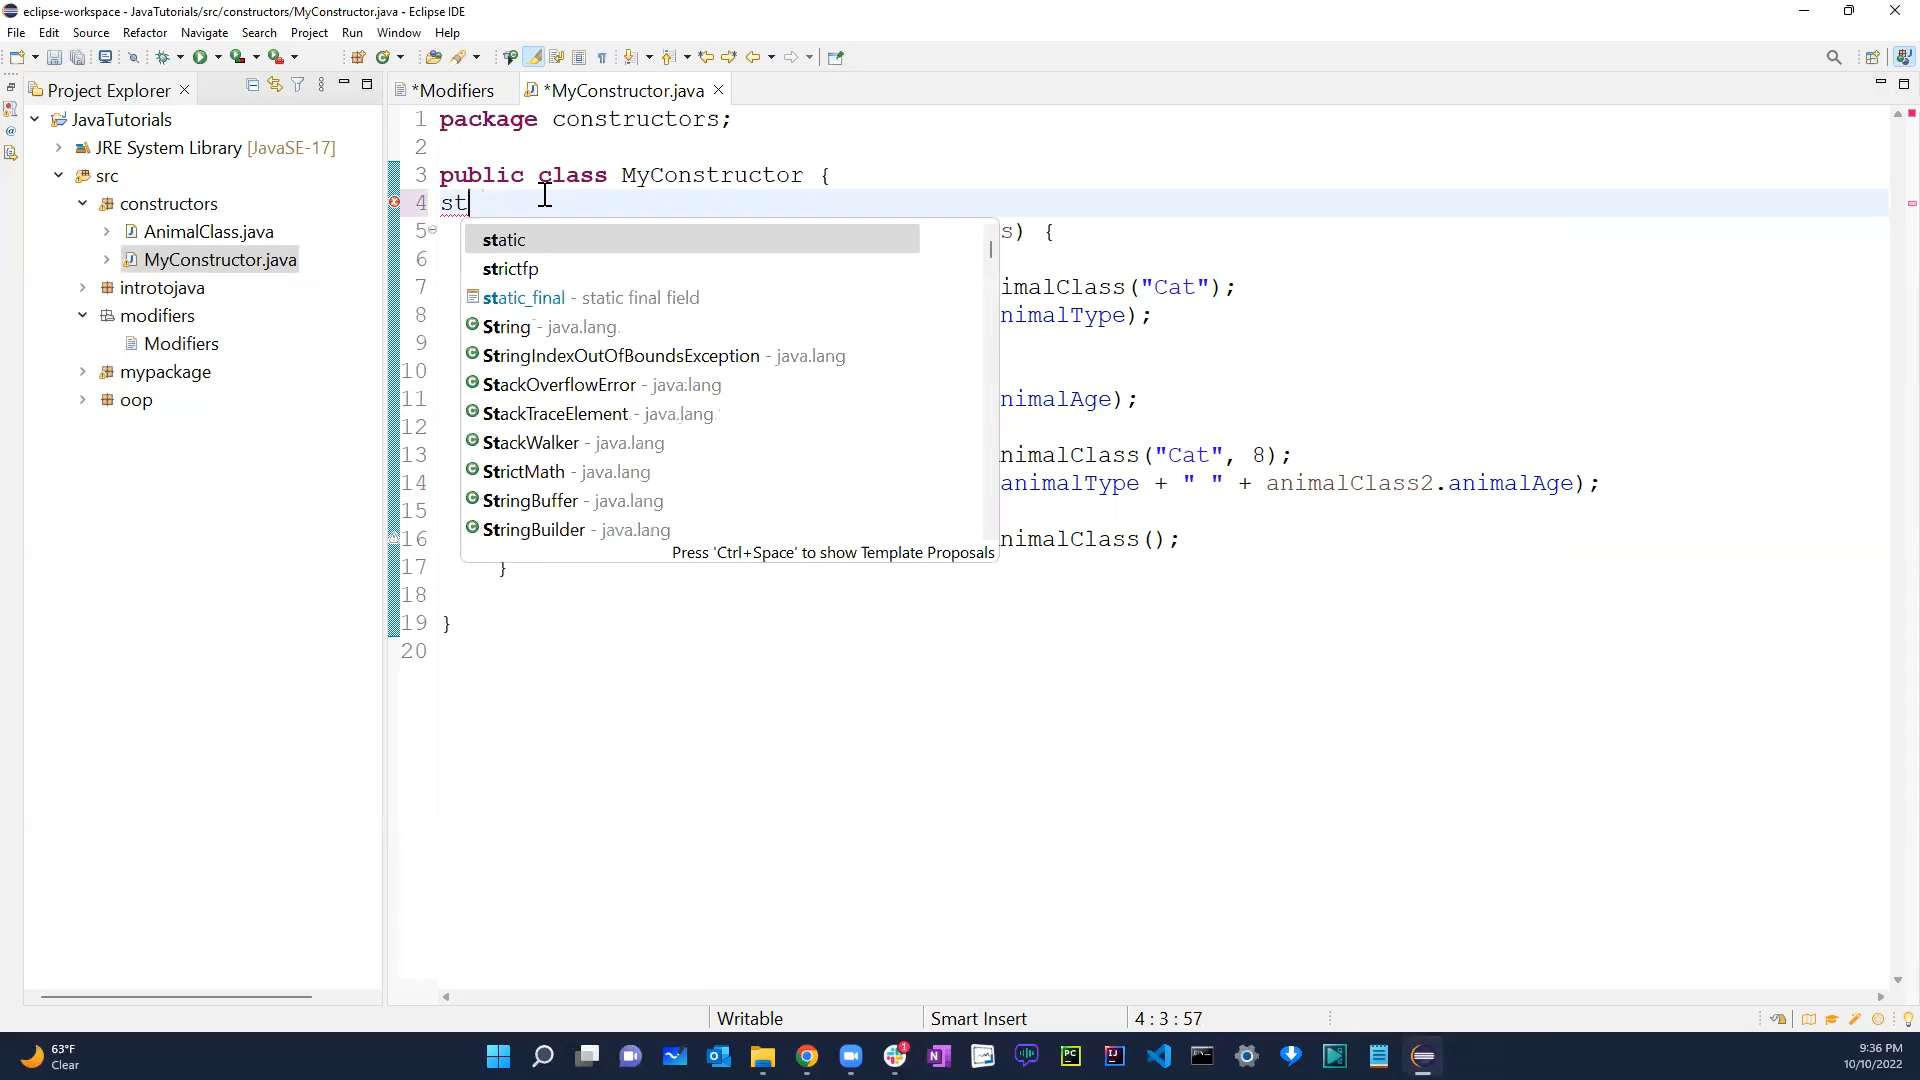 eclipse-workspace - JavaTutorials/src/constructors/MyConstructor.java - Eclipse IDE
File Edit Source Refactor Navigate Search Project Run Window Help
Project Explorer
*Modifiers
*MyConstructor.java
JavaTutorials
JRE System Library [JavaSE-17]
src
constructors
AnimalClass.java
MyConstructor.java
introtojava
modifiers
Modifiers
mypackage
oop
1 package constructors;
2
3 public class MyConstructor {
4 st
5 s) {
6
7 imalClass("Cat");
8 nimalType);
9
10
11 nimalAge);
12
13 nimalClass("Cat", 8);
14 animalType + " " + animalClass2.animalAge);
15
16 nimalClass();
17 }
18
19 }
20
static
strictfp
static_final - static final field
String - java.lang
StringIndexOutOfBoundsException - java.lang
StackOverflowError - java.lang
StackTraceElement - java.lang
StackWalker - java.lang
StrictMath - java.lang
StringBuffer - java.lang
StringBuilder - java.lang
Press 'Ctrl+Space' to show Template Proposals
Writable
Smart Insert
4 : 3 : 57
63°F
Clear
9:36 PM
10/10/2022